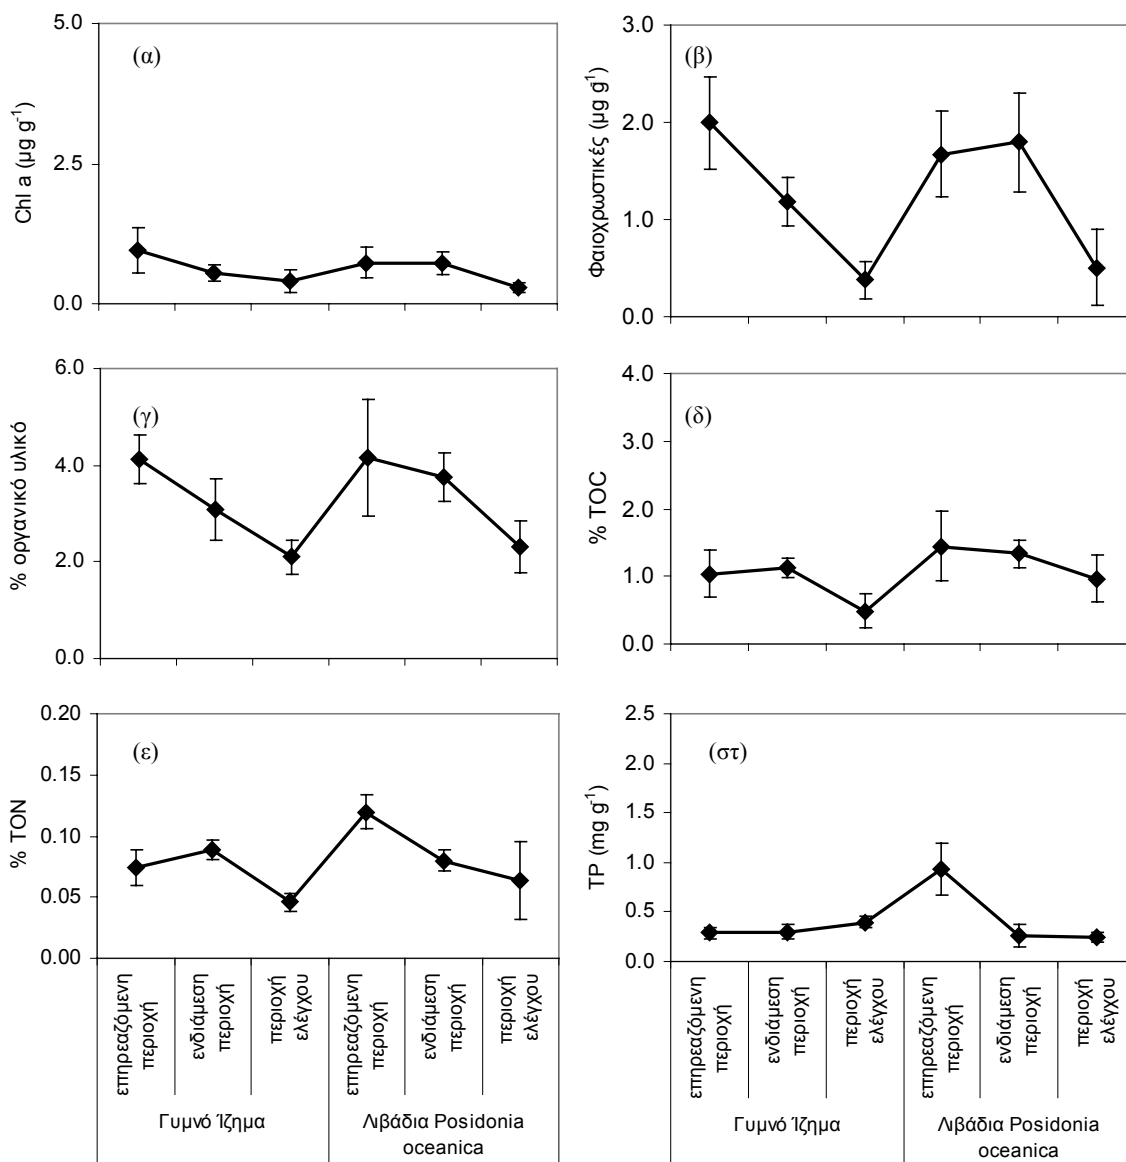 (α)
Chl a (μg g-1)
5.0
2.5
0.0
(β)
Φαιοχρωστικές (μg g-1)
3.0
2.0
1.0
0.0
(γ)
% οργανικό υλικό
6.0
4.0
2.0
0.0
(δ)
% TOC
4.0
3.0
2.0
1.0
0.0
(ε)
% TON
0.20
0.15
0.10
0.05
0.00
επηρεαζόμενη
περιοχή
ενδιάμεση
περιοχή
περιοχή
ελέγχου
επηρεαζόμενη
περιοχή
ενδιάμεση
περιοχή
περιοχή
ελέγχου
Γυμνό Ίζημα
Λιβάδια Posidonia
oceanica
(στ)
TP (mg g-1)
2.5
2.0
1.5
1.0
0.5
0.0
επηρεαζόμενη
περιοχή
ενδιάμεση
περιοχή
περιοχή
ελέγχου
επηρεαζόμενη
περιοχή
ενδιάμεση
περιοχή
περιοχή
ελέγχου
Γυμνό Ίζημα
Λιβάδια Posidonia
oceanica